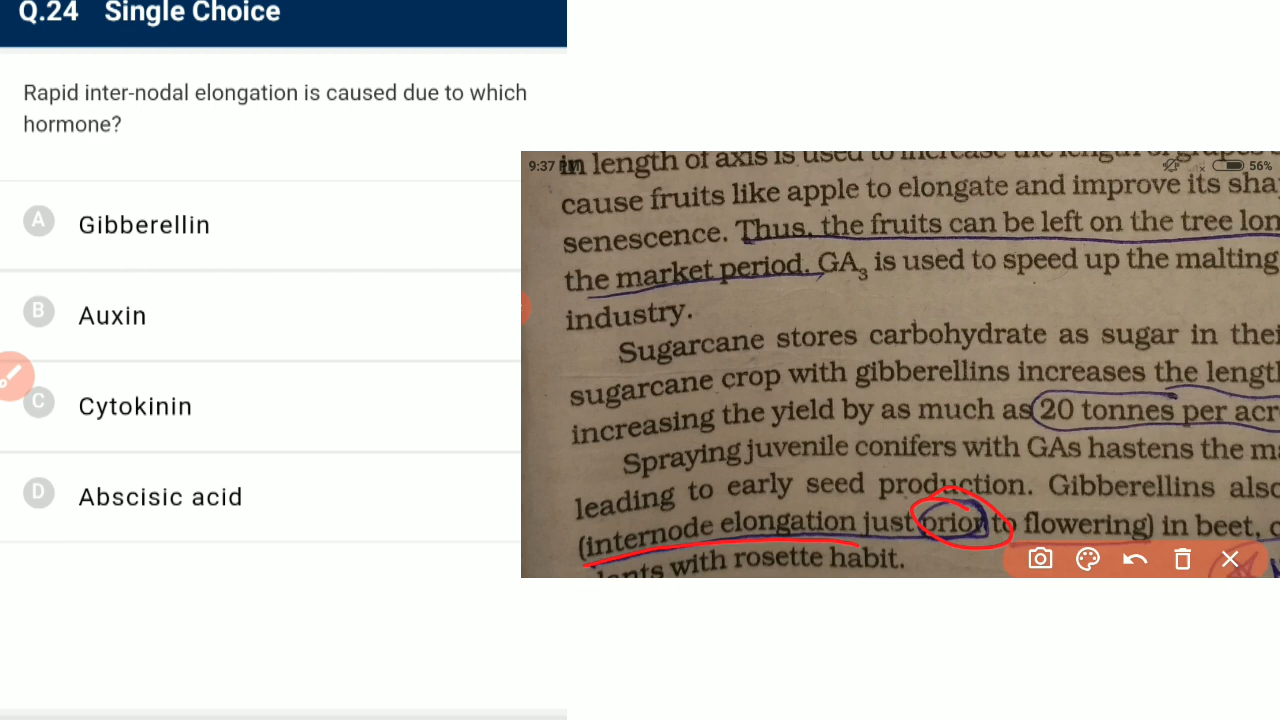 Q.24 Single Choice
Rapid inter-nodal elongation is caused due to which
hormone?
A Gibberellin
B Auxin
C Cytokinin
D Abscisic acid
9:37
56%
in length of axis is used to increase the length of grapes
cause fruits like apple to elongate and improve its sha
senescence. Thus, the fruits can be left on the tree lon
the market period. GA3 is used to speed up the malting
industry.
Sugarcane stores carbohydrate as sugar in thei
sugarcane crop with gibberellins increases the lengt
increasing the yield by as much as 20 tonnes per acr
Spraying juvenile conifers with GAs hastens the ma
leading to early seed production. Gibberellins also
(internode elongation just prior to flowering) in beet, c
lants with rosette habit.